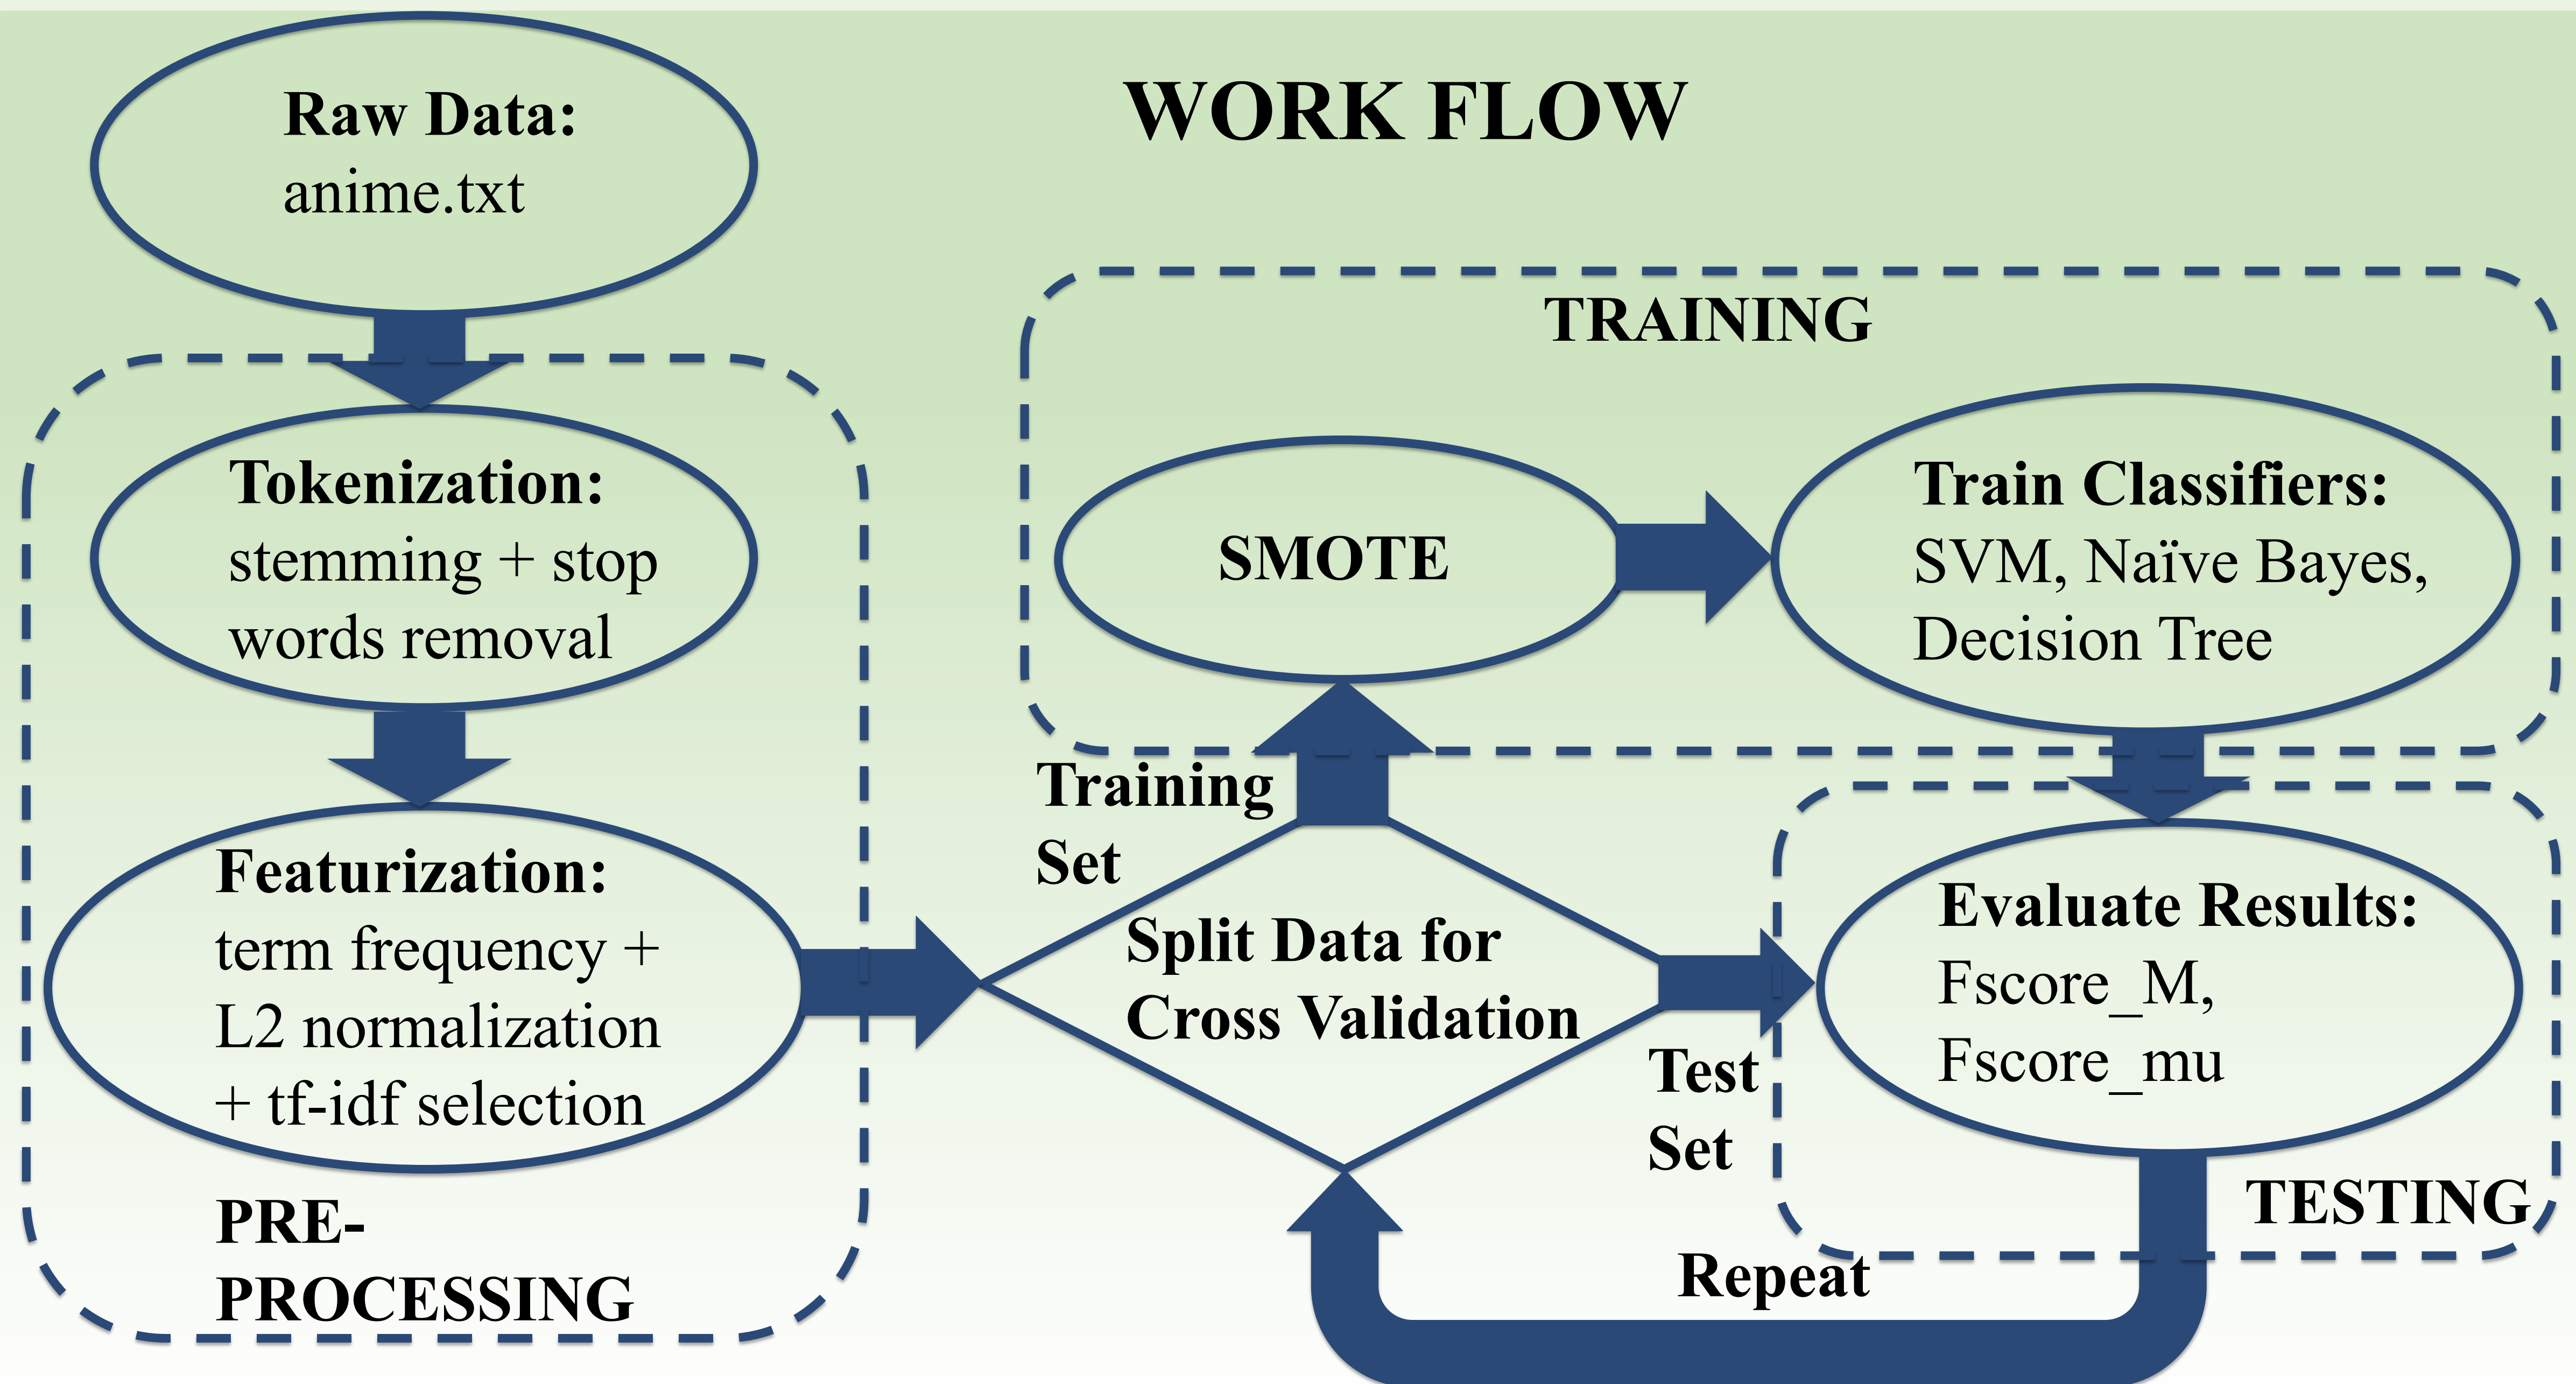 WORK FLOW
Raw Data:
anime.txt
Tokenization:
stemming + stop
words removal
Featurization:
term frequency +
L2 normalization
+ tf-idf selection
PRE-
PROCESSING
Split Data for
Cross Validation
Training
Set
TRAINING
SMOTE
Train Classifiers:
SVM, Naïve Bayes,
Decision Tree
Test
Set
Evaluate Results:
Fscore_M,
Fscore_mu
TESTING
Repeat